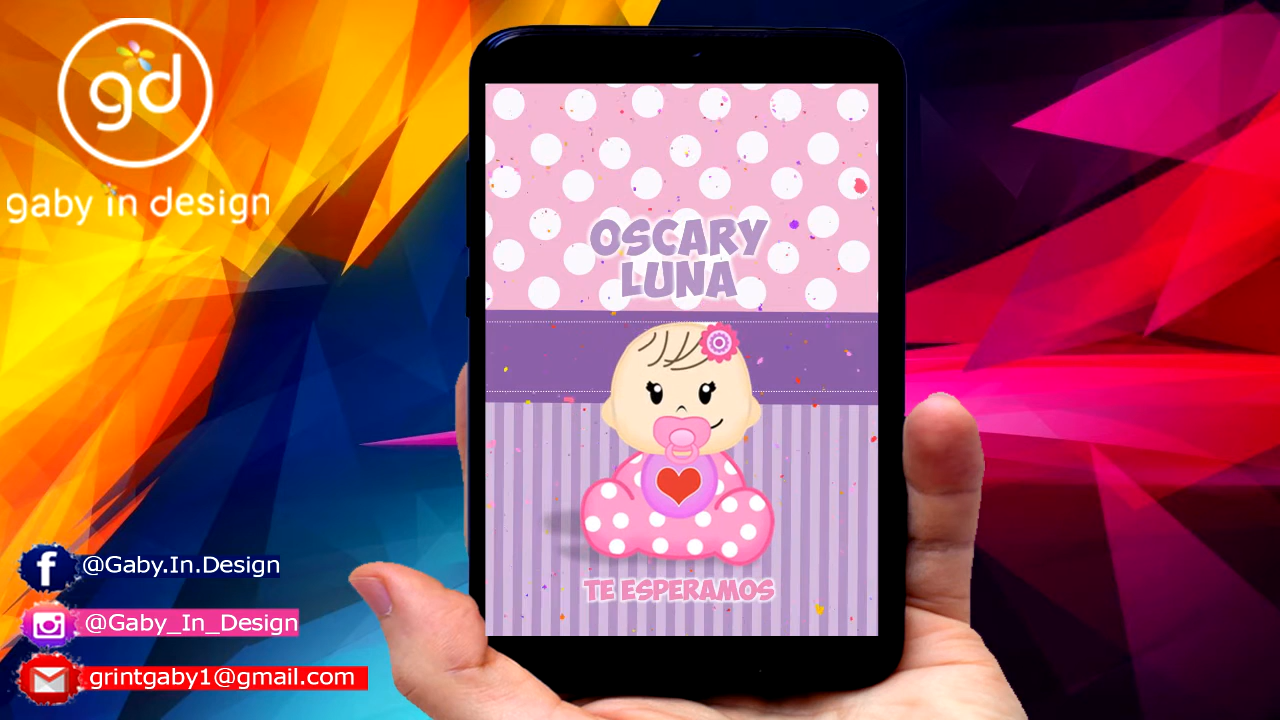 gd
gaby in design
OSCARY
LUNA
TE ESPERAMOS
@Gaby.In.Design
@Gaby_In_Design
grintgaby1@gmail.com